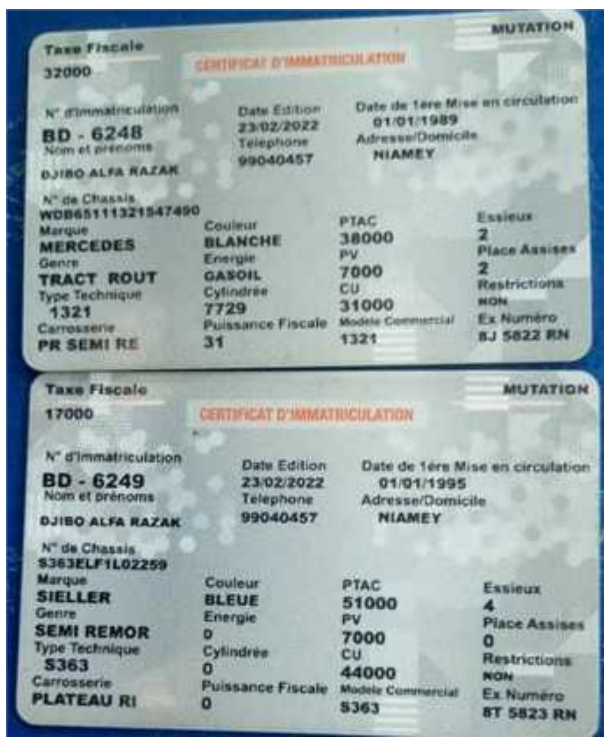 MUTATION
Taxe Fiscale
32000
CERTIFICAT D'IMMATRICULATION
N° d'Immatriculation Date Edition Date de 1ère Mise en circulation
BD - 6248 23/02/2022 01/01/1989
Nom et prénoms Telephone Adresse/Domicile
DJIBO ALFA RAZAK 99040457 NIAMEY
N° de Chassis
WDB65111321547490
Marque Couleur PTAC Essieux
MERCEDES BLANCHE 38000 2
Genre Energie PV Place Assises
TRACT ROUT GASOIL 7000 2
Type Technique Cylindrée CU Restrictions
1321 7729 31000 NON
Carrosserie Puissance Fiscale Modele Commercial Ex Numéro
PR SEMI RE 31 1321 8J 5822 RN
Taxe Fiscale MUTATION
17000 CERTIFICAT D'IMMATRICULATION
N° d'Immatriculation Date Edition Date de 1ère Mise en circulation
BD - 6249 23/02/2022 01/01/1995
Nom et prénoms Telephone Adresse/Domicile
DJIBO ALFA RAZAK 99040457 NIAMEY
N° de Chassis
S363ELF1L02259
Marque Couleur PTAC Essieux
SIELLER BLEUE 51000 4
Genre Energie PV Place Assises
SEMI REMOR 0 7000 0
Type Technique Cylindrée CU Restrictions
S363 0 44000 NON
Carrosserie Puissance Fiscale Modele Commercial Ex Numéro
PLATEAU RI 0 S363 8T 5823 RN